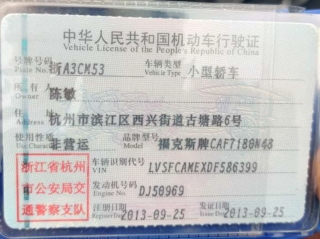 中华人民共和国机动车行驶证
Vehicle License of the People's Republic of China
号牌号码 浙A3CM53 车辆类型 小型轿车
Plate No. Vehicle Type
所有人 陈敏
Owner
住址 杭州市滨江区西兴街道古塘路6号
使用性质 非营运 品牌型号 福克斯牌CAF7180N48
Use Character
浙江省杭州 车辆识别代号 LVSFCAMEXDF586399
VIN
市公安局交 发动机号码 DJ50969
Engine No.
通警察支队 注册日期 2013-09-25 发证日期 2013-09-25
Register Date Issue Date